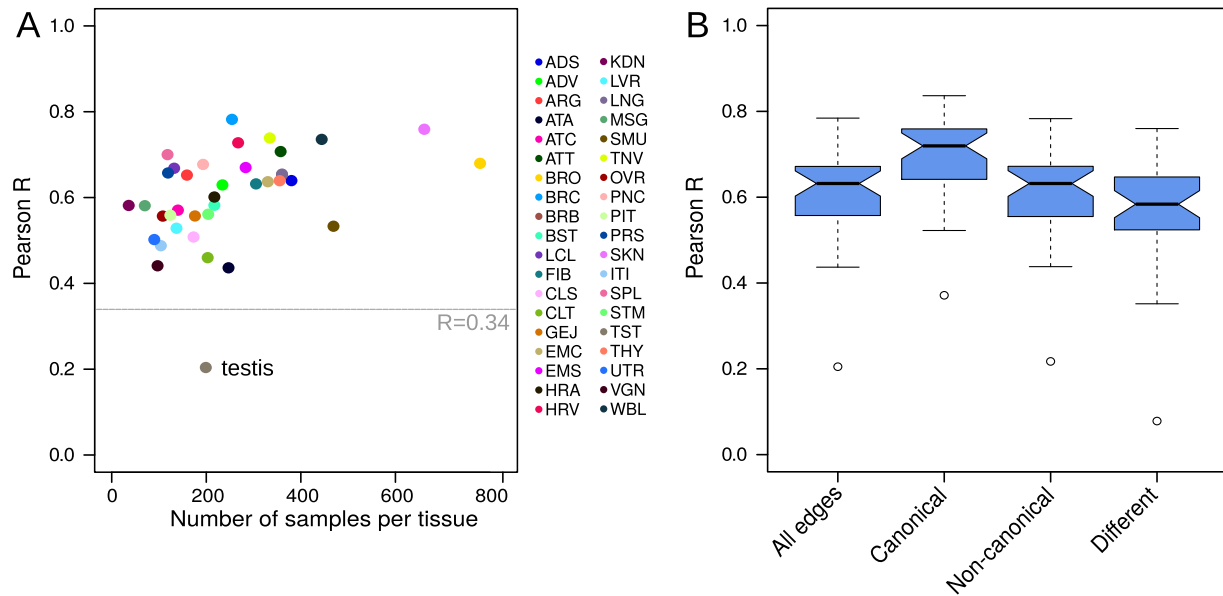 A
1.0
0.8
0.6
0.4
0.2
0.0
Pearson R
R=0.34
testis
0
200
400
600
800
Number of samples per tissue
ADS
ADV
ARG
ATA
ATC
ATT
BRO
BRC
BRB
BST
LCL
FIB
CLS
CLT
GEJ
EMC
EMS
HRA
HRV
KDN
LVR
LNG
MSG
SMU
TNV
OVR
PNC
PIT
PRS
SKN
ITI
SPL
STM
TST
THY
UTR
VGN
WBL
B
1.0
0.8
0.6
0.4
0.2
0.0
Pearson R
All edges
Canonical
Non-canonical
Different